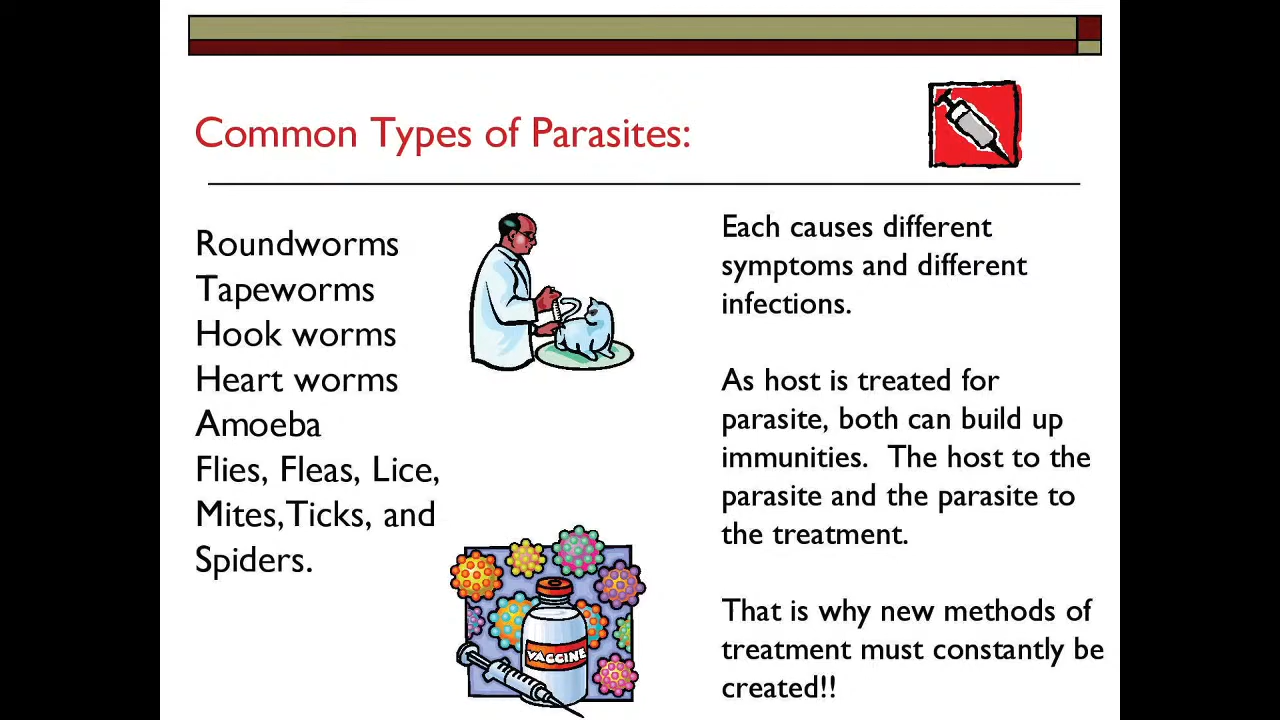 Common Types of Parasites:
Roundworms
Tapeworms
Hook worms
Heart worms
Amoeba
Flies, Fleas, Lice,
Mites,Ticks, and
Spiders.
Each causes different
symptoms and different
infections.
As host is treated for
parasite, both can build up
immunities.  The host to the
parasite and the parasite to
the treatment.
That is why new methods of
treatment must constantly be
created!!
VACCINE